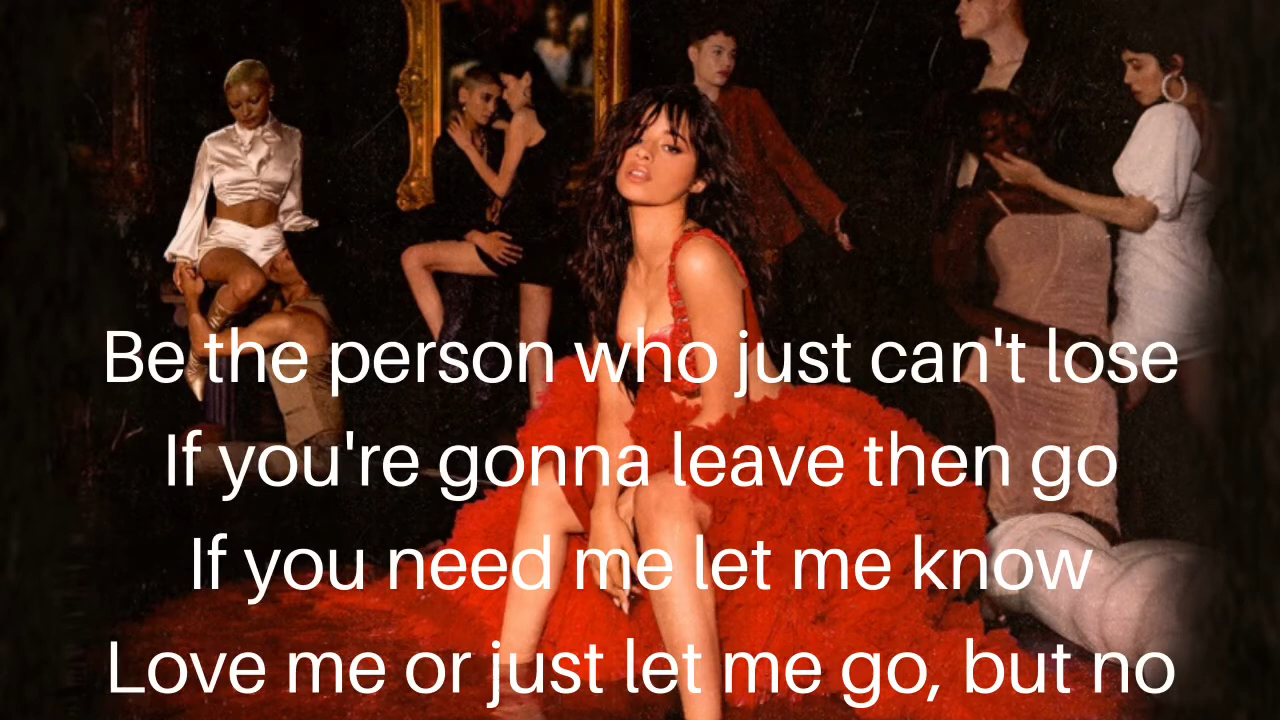 Be the person who just can't lose
If you're gonna leave then go
If you need me let me know
Love me or just let me go, but no